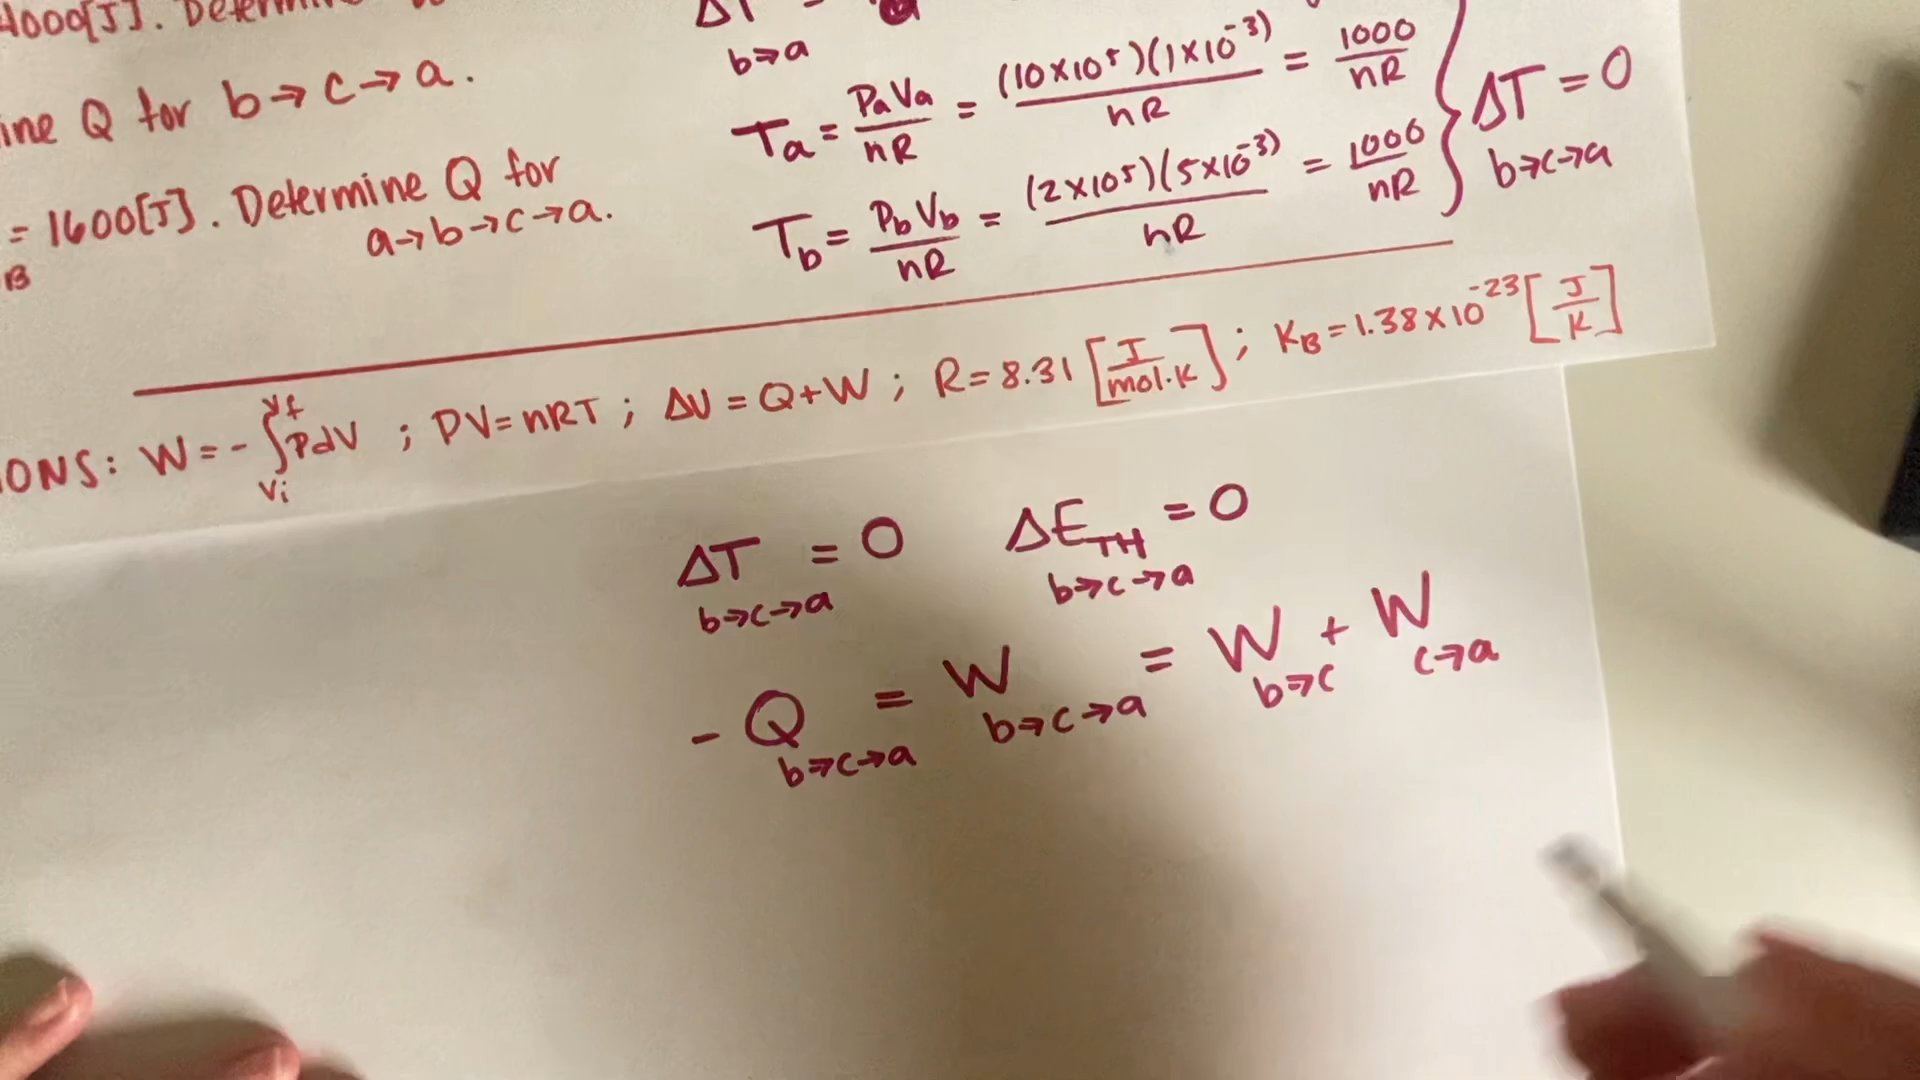 4000[J]. Determine
ΔT
b→a
ine Q for b→c→a.
Ta = PaVa/nR = (10×10⁵)(1×10⁻³)/nR = 1000/nR
ΔT = 0
b→c→a
= 1600[J]. Determine Q for
a→b→c→a.
B
Tb = PbVb/nR = (2×10⁵)(5×10⁻³)/nR = 1000/nR
IONS: W = - ∫ PdV ; PV = nRT ; ΔU = Q+W ; R = 8.31 [J/mol·K] ; KB = 1.38×10⁻²³ [J/K]
Vf
Vi
ΔT = 0 ΔETH = 0
b→c→a b→c→a
- Q = W = W + W
b→c→a b→c→a b→c c→a